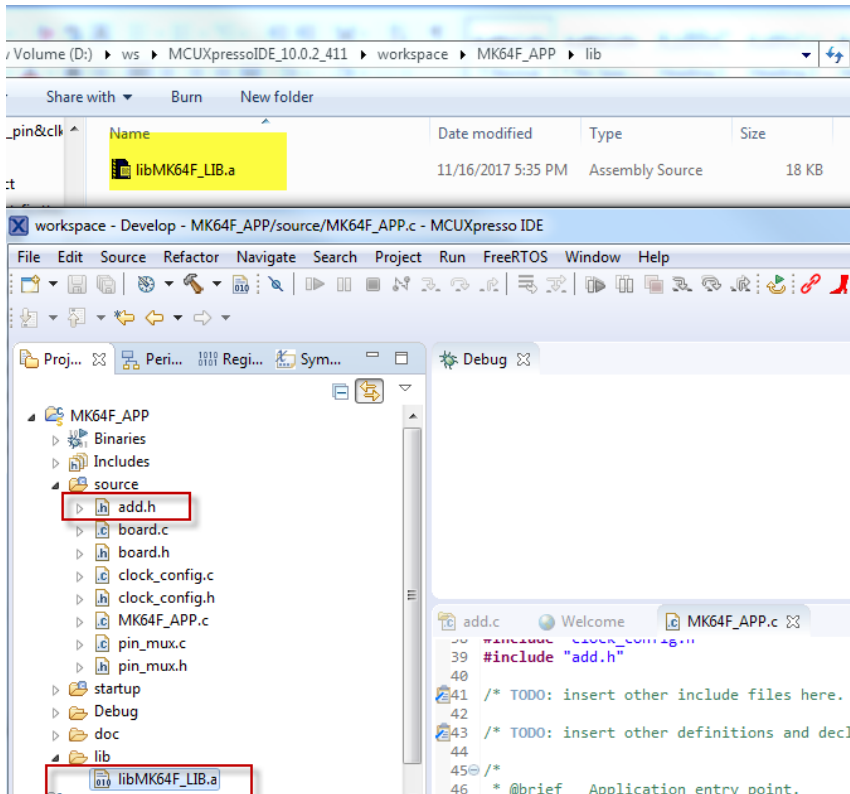 Volume (D:) ▸ ws ▸ MCUXpressoIDE_10.0.2_411 ▸ workspace ▸ MK64F_APP ▸ lib
Share with Burn New folder
_pin&clk Name Date modified Type Size
libMK64F_LIB.a 11/16/2017 5:35 PM Assembly Source 18 KB
ct
workspace - Develop - MK64F_APP/source/MK64F_APP.c - MCUXpresso IDE
File Edit Source Refactor Navigate Search Project Run FreeRTOS Window Help
Proj... Peri... Regi... Sym... Debug
MK64F_APP
Binaries
Includes
source
add.h
board.c
board.h
clock_config.c
clock_config.h
MK64F_APP.c
pin_mux.c
pin_mux.h
startup
Debug
doc
lib
libMK64F_LIB.a
add.c Welcome MK64F_APP.c
38 #include "clock_config.h"
39 #include "add.h"
40
41 /* TODO: insert other include files here.
42
43 /* TODO: insert other definitions and decl
44
45 /*
46 * @brief Application entry point.